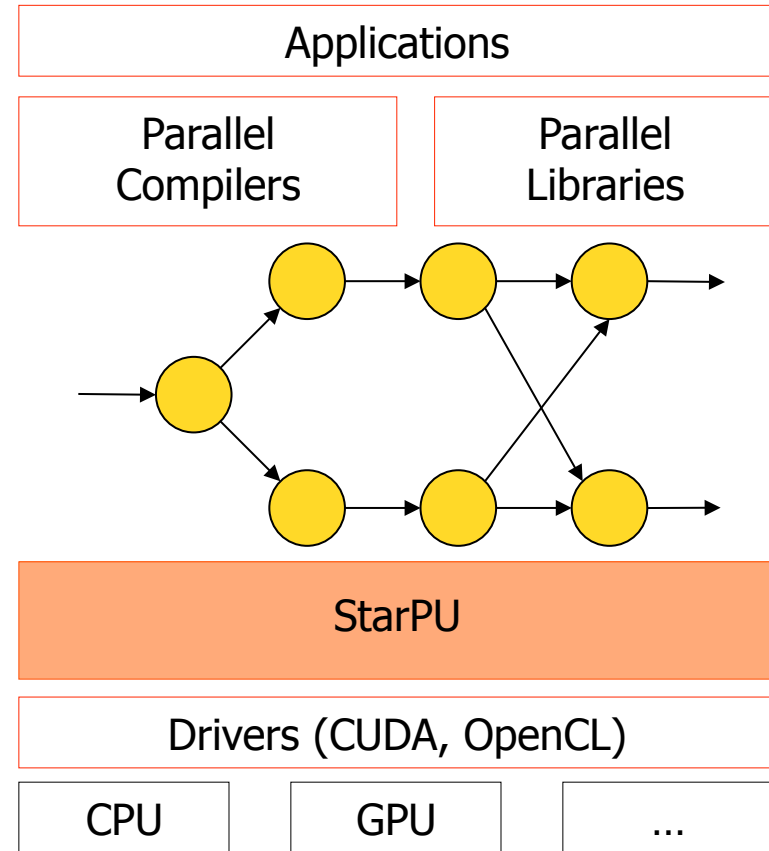 Applications
Parallel
Compilers
Parallel
Libraries
StarPU
Drivers (CUDA, OpenCL)
CPU
GPU
...